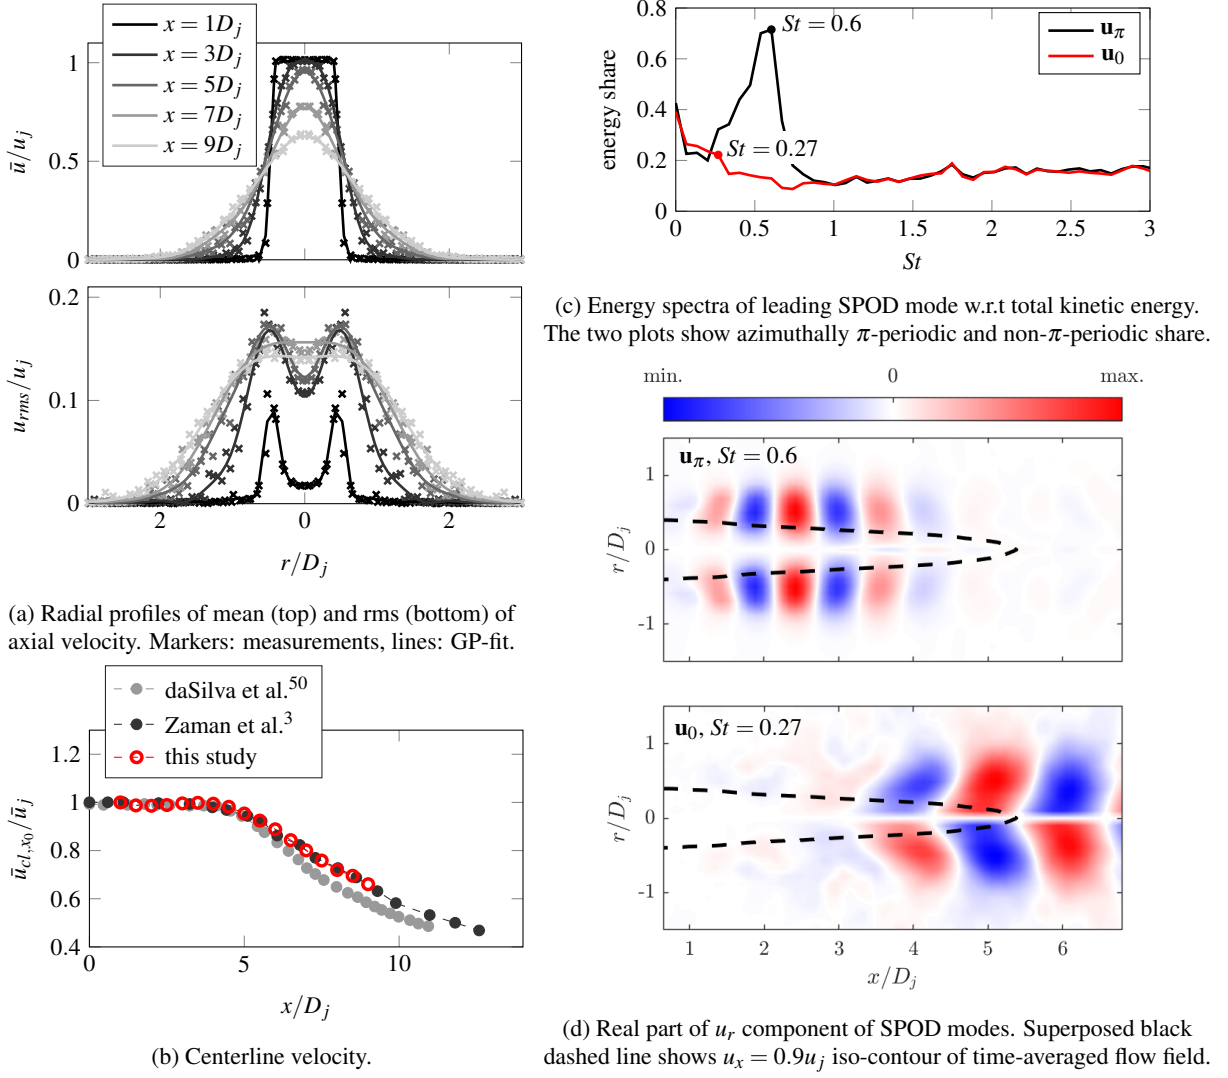 x = 1D_j
x = 3D_j
x = 5D_j
x = 7D_j
x = 9D_j
ū/u_j
1
0.5
0
u_rms/u_j
0.2
0.1
0
2 0 2
r/D_j
(a) Radial profiles of mean (top) and rms (bottom) of
axial velocity. Markers: measurements, lines: GP-fit.
daSilva et al.⁵⁰
Zaman et al.³
this study
ū_cl,x₀/ū_j
1.2
1
0.8
0.6
0.4
0 5 10
x/D_j
(b) Centerline velocity.
energy share
0.8
0.6
0.4
0.2
0
St = 0.6
St = 0.27
u_π
u_0
0 0.5 1 1.5 2 2.5 3
St
(c) Energy spectra of leading SPOD mode w.r.t total kinetic energy.
The two plots show azimuthally π-periodic and non-π-periodic share.
min. 0 max.
u_π, St = 0.6
r/D_j
1
0
-1
u_0, St = 0.27
r/D_j
1
0
-1
1 2 3 4 5 6
x/D_j
(d) Real part of u_r component of SPOD modes. Superposed black
dashed line shows u_x = 0.9u_j iso-contour of time-averaged flow field.